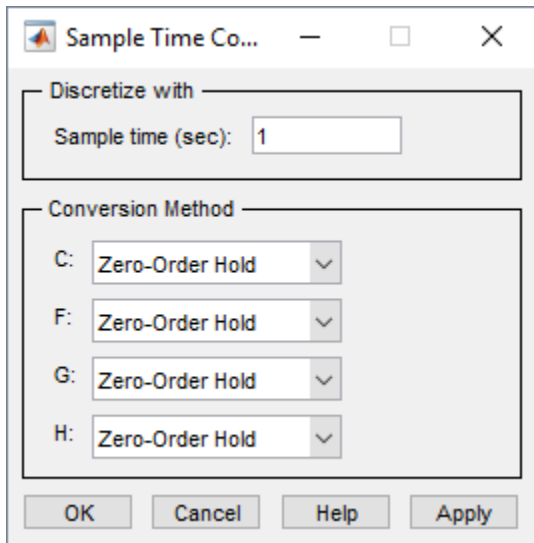 Sample Time Co...
Discretize with
Sample time (sec): 1
Conversion Method
C: Zero-Order Hold
F: Zero-Order Hold
G: Zero-Order Hold
H: Zero-Order Hold
OK Cancel Help Apply